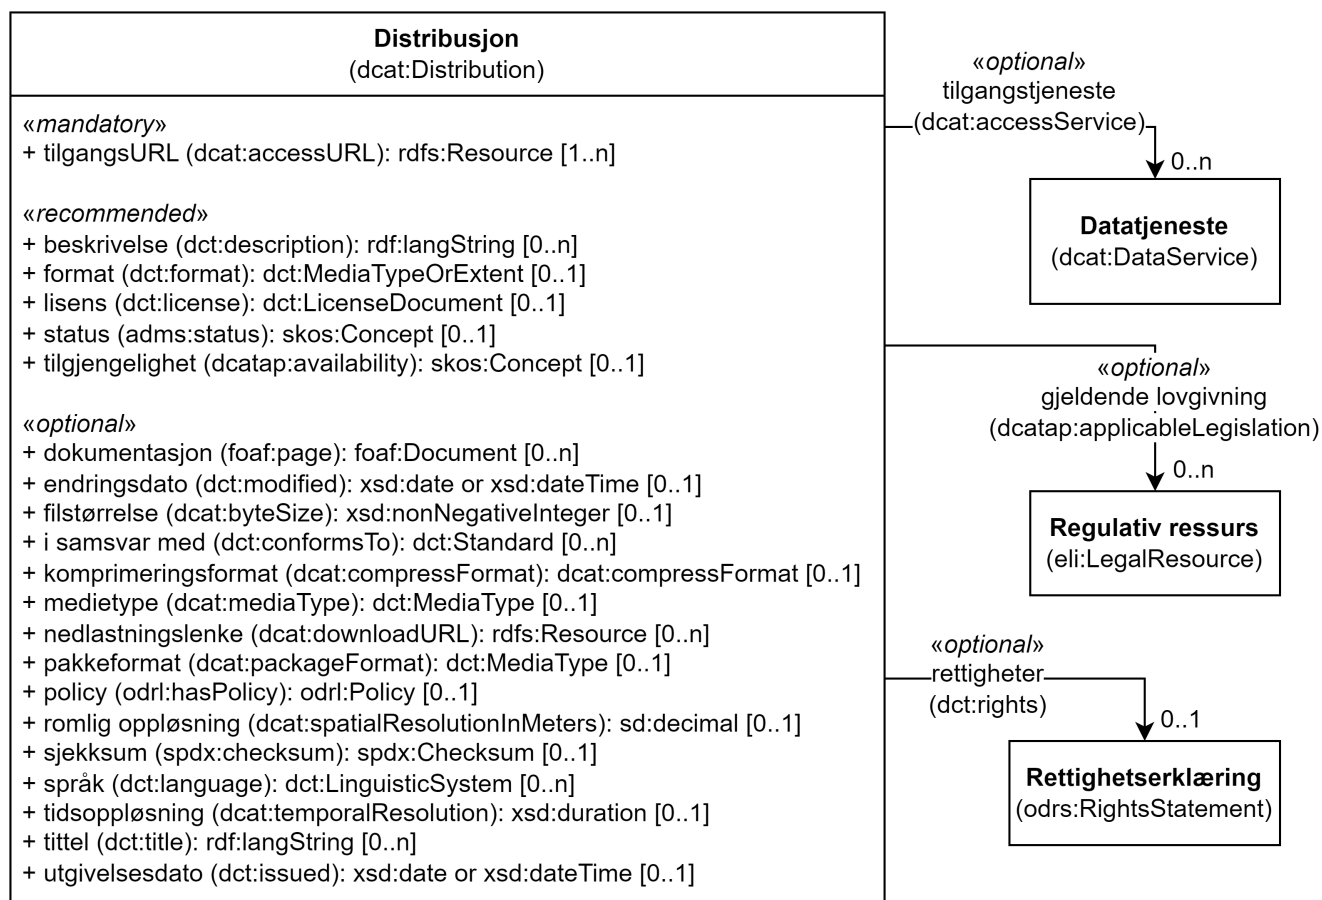 Distribusjon
(dcat:Distribution)
«mandatory»
+ tilgangsURL (dcat:accessURL): rdfs:Resource [1..n]
«recommended»
+ beskrivelse (dct:description): rdf:langString [0..n]
+ format (dct:format): dct:MediaTypeOrExtent [0..1]
+ lisens (dct:license): dct:LicenseDocument [0..1]
+ status (adms:status): skos:Concept [0..1]
+ tilgjengelighet (dcatap:availability): skos:Concept [0..1]
«optional»
+ dokumentasjon (foaf:page): foaf:Document [0..n]
+ endringsdato (dct:modified): xsd:date or xsd:dateTime [0..1]
+ filstørrelse (dcat:byteSize): xsd:nonNegativeInteger [0..1]
+ i samsvar med (dct:conformsTo): dct:Standard [0..n]
+ komprimeringsformat (dcat:compressFormat): dcat:compressFormat [0..1]
+ medietype (dcat:mediaType): dct:MediaType [0..1]
+ nedlastningslenke (dcat:downloadURL): rdfs:Resource [0..n]
+ pakkeformat (dcat:packageFormat): dct:MediaType [0..1]
+ policy (odrl:hasPolicy): odrl:Policy [0..1]
+ romlig oppløsning (dcat:spatialResolutionInMeters): sd:decimal [0..1]
+ sjekksum (spdx:checksum): spdx:Checksum [0..1]
+ språk (dct:language): dct:LinguisticSystem [0..n]
+ tidsoppløsning (dcat:temporalResolution): xsd:duration [0..1]
+ tittel (dct:title): rdf:langString [0..n]
+ utgivelsesdato (dct:issued): xsd:date or xsd:dateTime [0..1]
«optional»
tilgangstjeneste
(dcat:accessService)
0..n
Datatjeneste
(dcat:DataService)
«optional»
gjeldende lovgivning
(dcatap:applicableLegislation)
0..n
Regulativ ressurs
(eli:LegalResource)
«optional»
rettigheter
(dct:rights)
0..1
Rettighetserklæring
(odrs:RightsStatement)